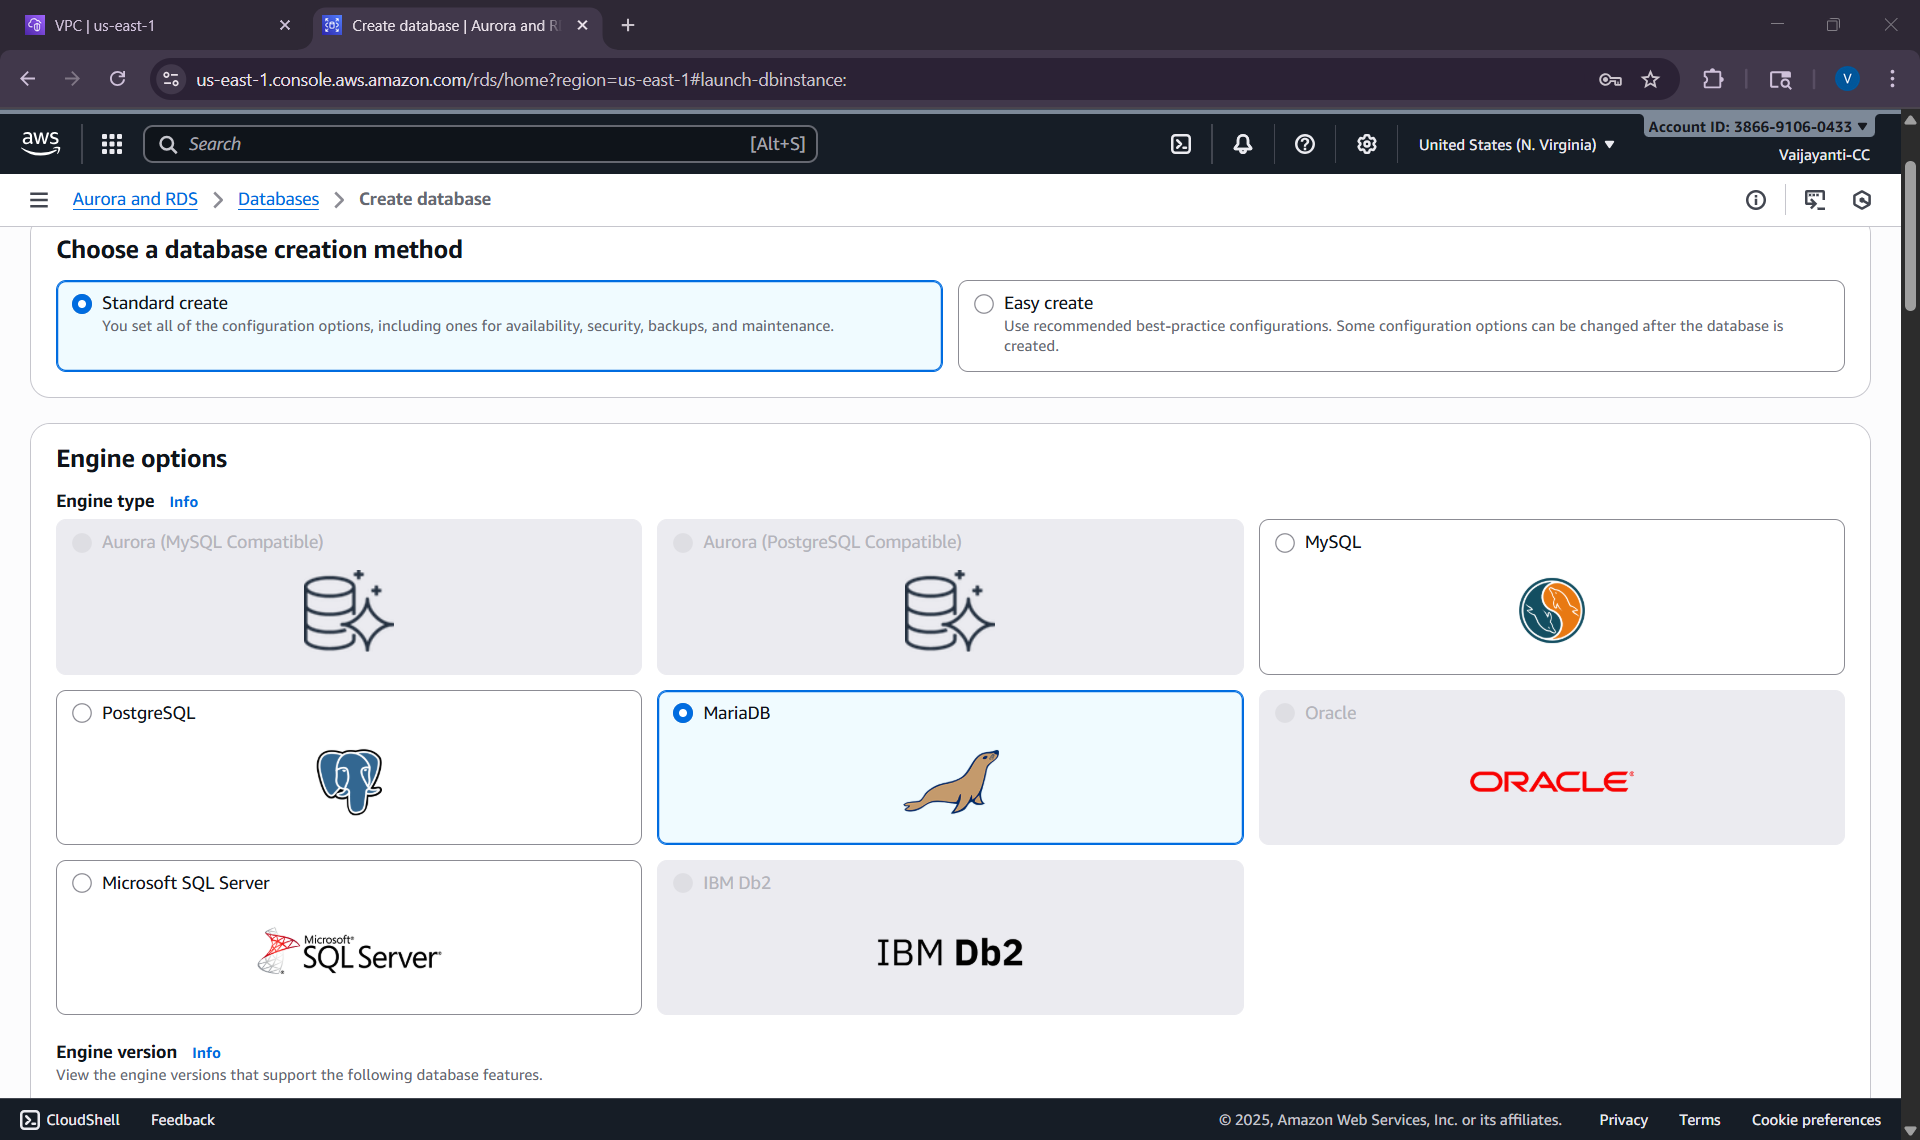 VPC | us-east-1
Create database | Aurora and R
us-east-1.console.aws.amazon.com/rds/home?region=us-east-1#launch-dbinstance:
V
aws
Search
[Alt+S]
United States (N. Virginia)
Account ID: 3866-9106-0433
Vaijayanti-CC
Aurora and RDS
Databases
Create database
Choose a database creation method
Standard create
You set all of the configuration options, including ones for availability, security, backups, and maintenance.
Easy create
Use recommended best-practice configurations. Some configuration options can be changed after the database is
created.
Engine options
Engine type Info
Aurora (MySQL Compatible)
Aurora (PostgreSQL Compatible)
MySQL
PostgreSQL
MariaDB
Oracle
ORACLE
Microsoft SQL Server
Microsoft
SQL Server
IBM Db2
IBM Db2
Engine version Info
View the engine versions that support the following database features.
CloudShell
Feedback
© 2025, Amazon Web Services, Inc. or its affiliates.
Privacy
Terms
Cookie preferences